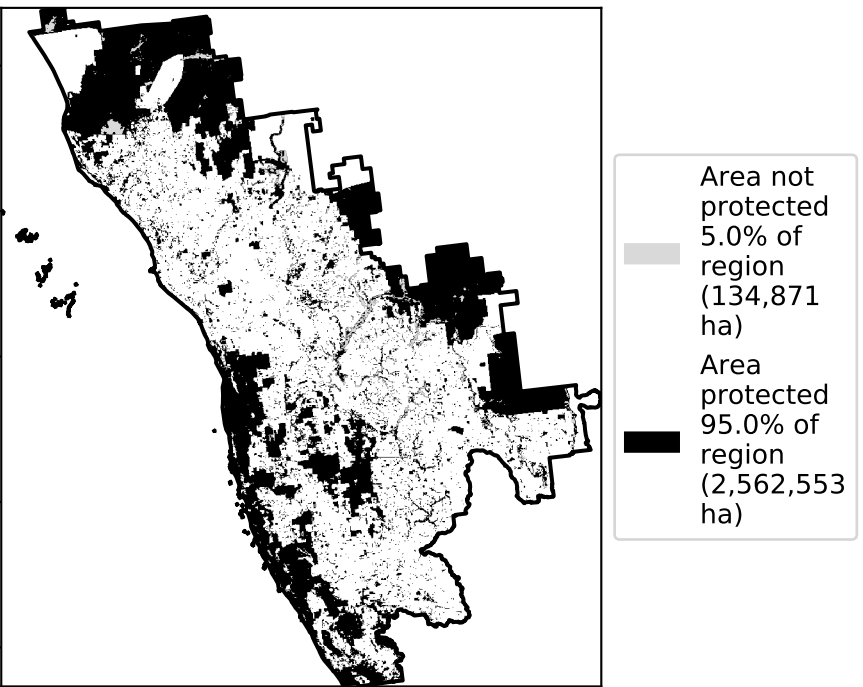 Area not
protected
5.0% of
region
(134,871
ha)
Area
protected
95.0% of
region
(2,562,553
ha)